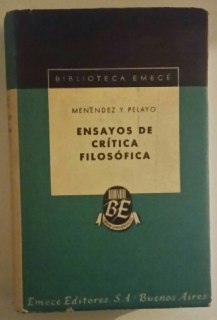 BIBLIOTECA EMECÉ
MENÉNDEZ Y PELAYO
ENSAYOS DE
CRÍTICA
FILOSÓFICA
BE
Emecé Editores, S.A - Buenos Aires